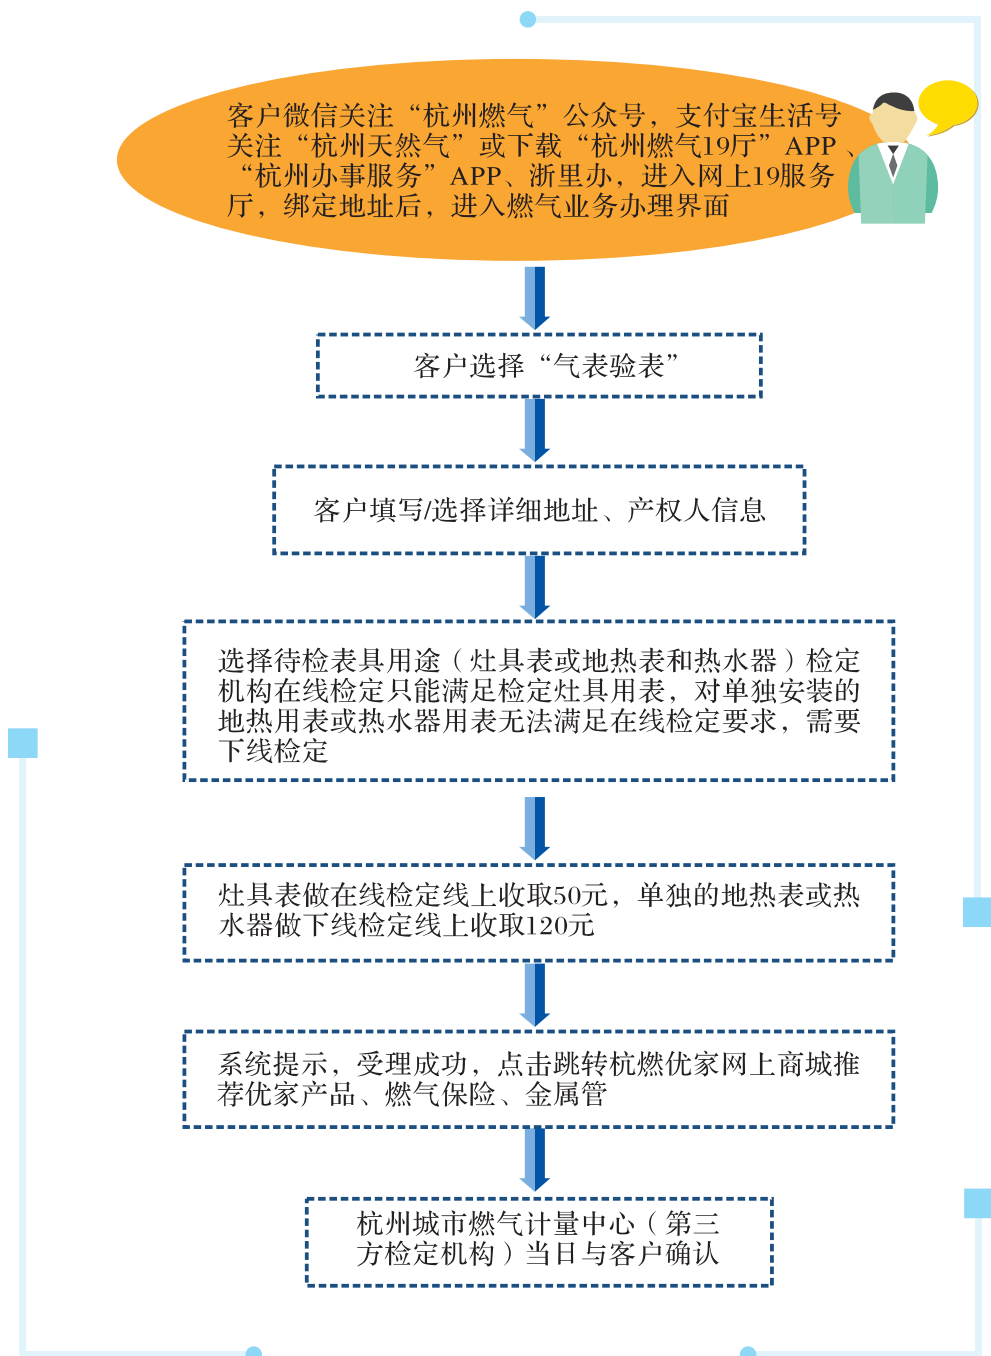 客户微信关注“杭州燃气”公众号，支付宝生活号
关注“杭州天然气”或下载“杭州燃气19厅”APP、
“杭州办事服务”APP、浙里办，进入网上19服务
厅，绑定地址后，进入燃气业务办理界面
客户选择“气表验表”
客户填写/选择详细地址、产权人信息
选择待检表具用途（灶具表或地热表和热水器）检定
机构在线检定只能满足检定灶具用表，对单独安装的
地热用表或热水器用表无法满足在线检定要求，需要
下线检定
灶具表做在线检定线上收取50元，单独的地热表或热
水器做下线检定线上收取120元
系统提示，受理成功，点击跳转杭燃优家网上商城推
荐优家产品、燃气保险、金属管
杭州城市燃气计量中心（第三
方检定机构）当日与客户确认